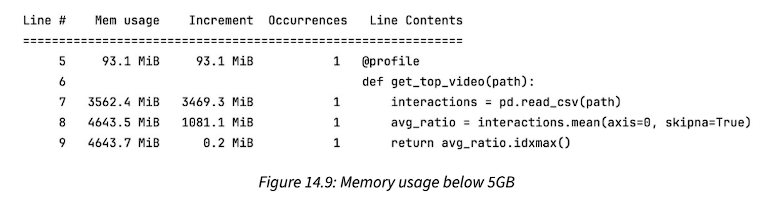 Line #    Mem usage    Increment  Occurrences   Line Contents
=============================================================
     5     93.1 MiB     93.1 MiB           1   @profile
     6                                         def get_top_video(path):
     7   3562.4 MiB   3469.3 MiB           1       interactions = pd.read_csv(path)
     8   4643.5 MiB   1081.1 MiB           1       avg_ratio = interactions.mean(axis=0, skipna=True)
     9   4643.7 MiB      0.2 MiB           1       return avg_ratio.idxmax()
Figure 14.9: Memory usage below 5GB